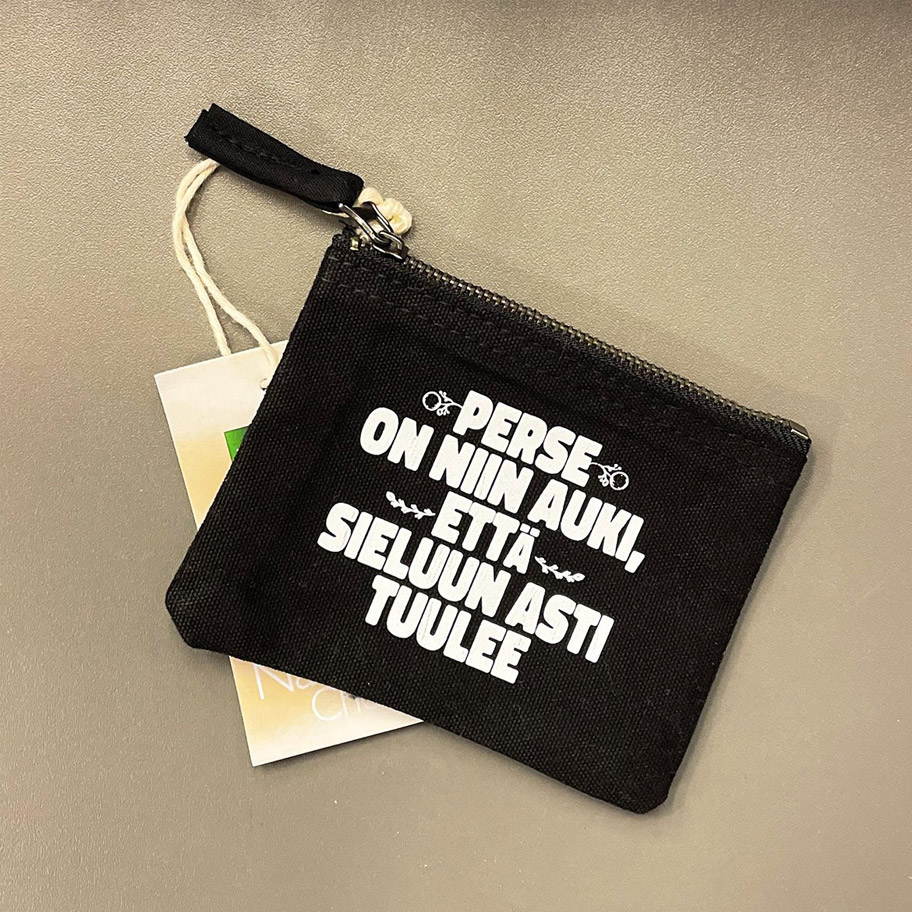 PERSE
ON NIIN AUKI,
ETTÄ
SIELUUN ASTI
TUULEE